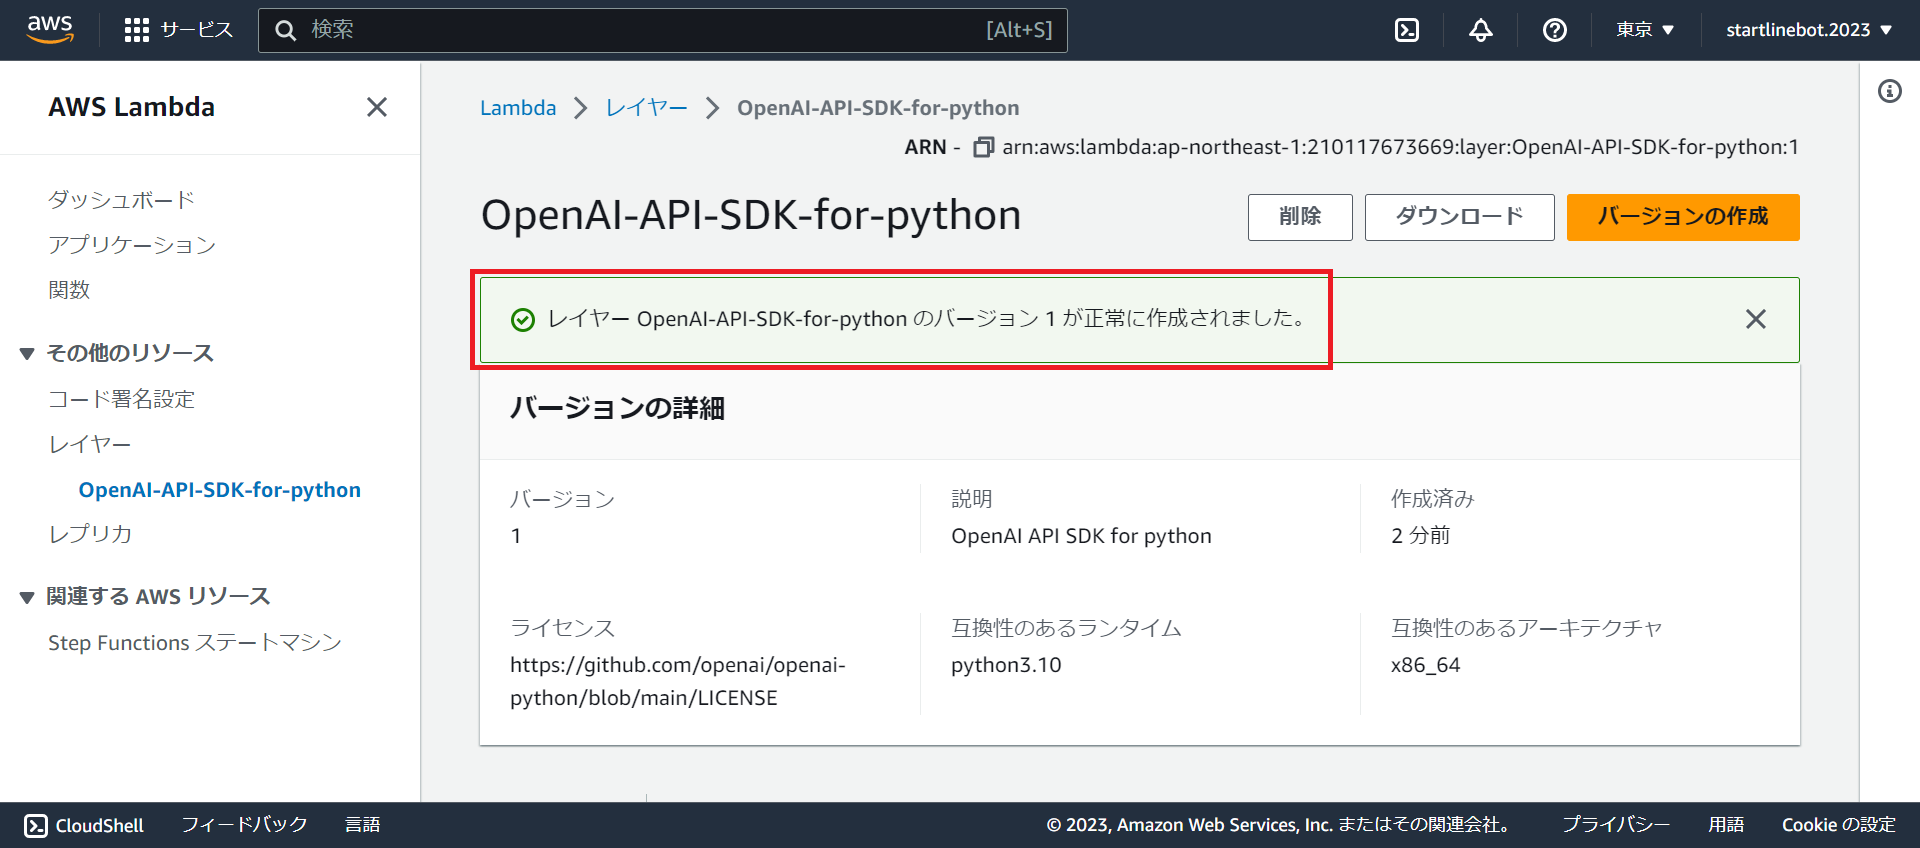 aws
サービス
検索
[Alt+S]
東京 ▼
startlinebot.2023 ▼
AWS Lambda
ダッシュボード
アプリケーション
関数
▼ その他のリソース
コード署名設定
レイヤー
OpenAI-API-SDK-for-python
レプリカ
▼ 関連する AWS リソース
Step Functions ステートマシン
Lambda > レイヤー > OpenAI-API-SDK-for-python
ARN - arn:aws:lambda:ap-northeast-1:210117673669:layer:OpenAI-API-SDK-for-python:1
OpenAI-API-SDK-for-python
削除
ダウンロード
バージョンの作成
レイヤー OpenAI-API-SDK-for-python のバージョン 1 が正常に作成されました。
バージョンの詳細
バージョン
1
説明
OpenAI API SDK for python
作成済み
2 分前
ライセンス
https://github.com/openai/openai-
python/blob/main/LICENSE
互換性のあるランタイム
python3.10
互換性のあるアーキテクチャ
x86_64
CloudShell
フィードバック
言語
© 2023, Amazon Web Services, Inc. またはその関連会社。
プライバシー
用語
Cookie の設定